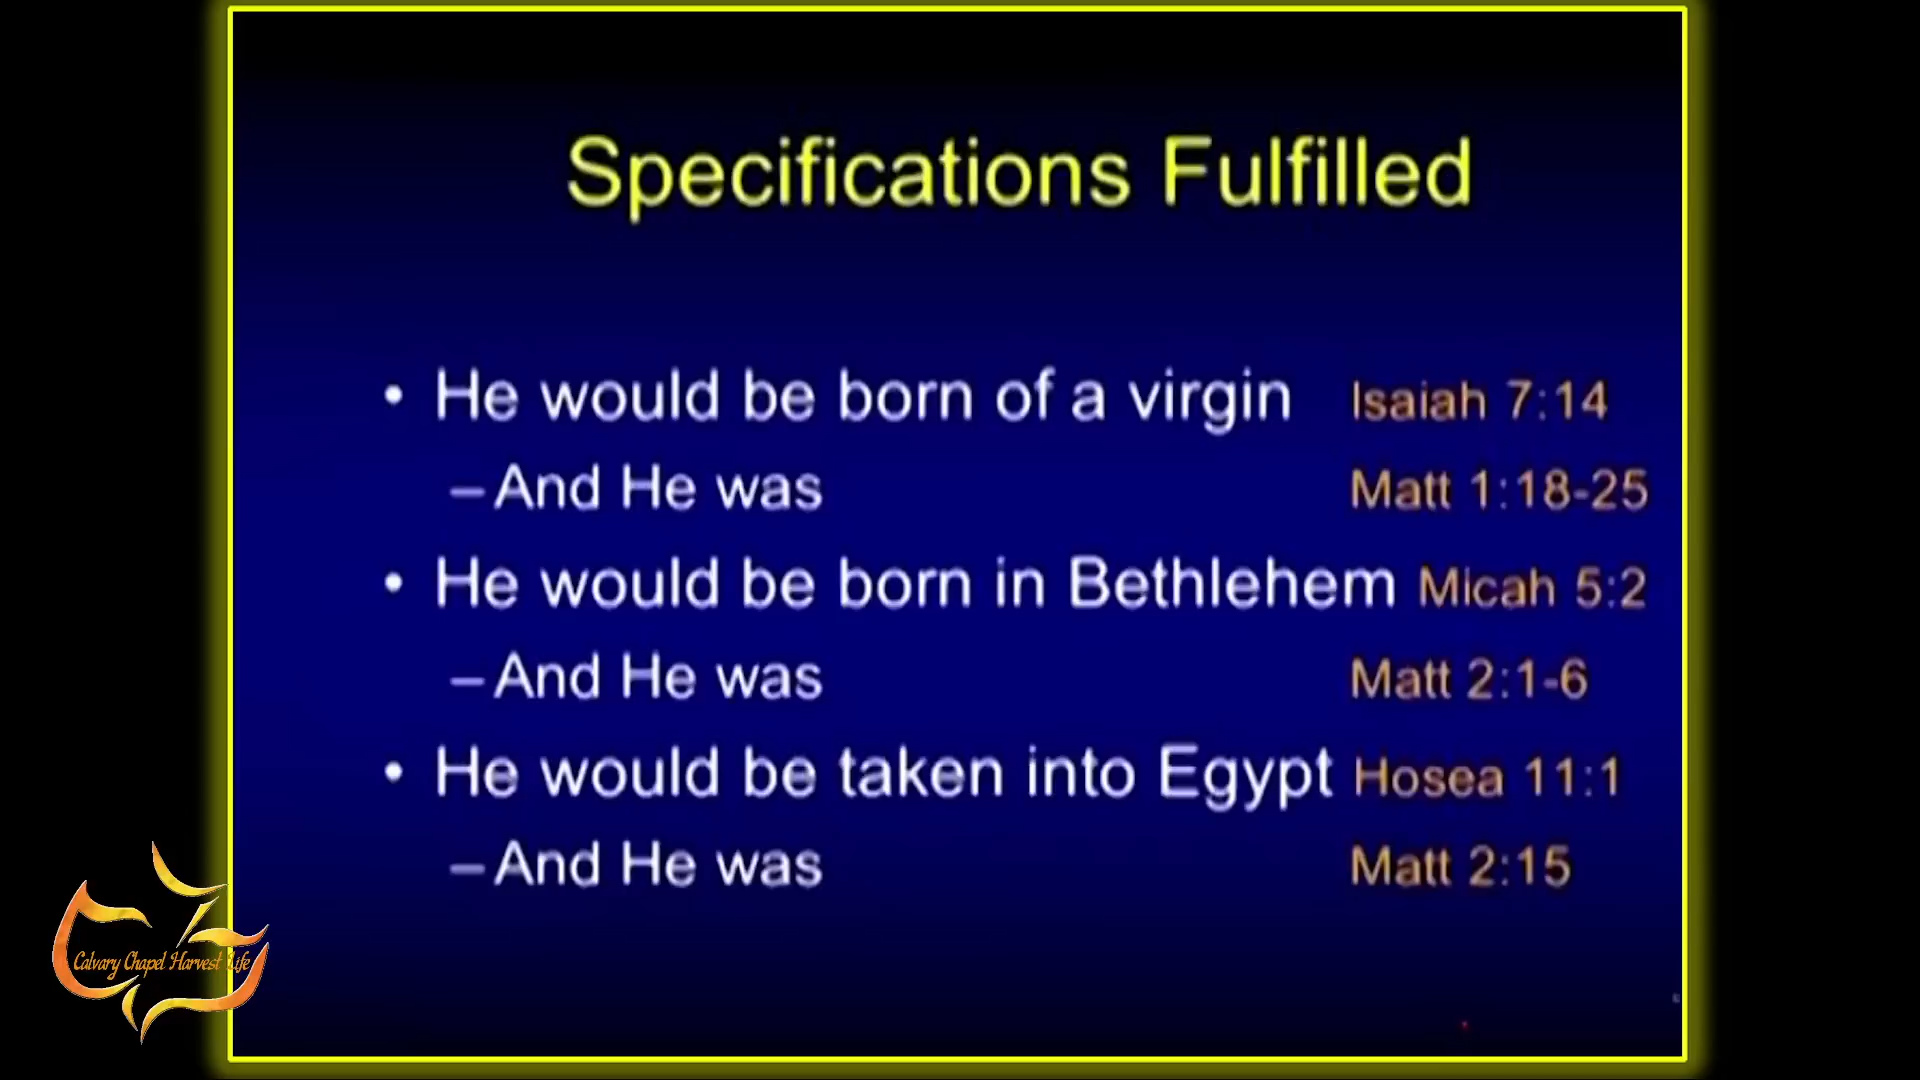 Specifications Fulfilled
• He would be born of a virgin Isaiah 7:14
– And He was Matt 1:18-25
• He would be born in Bethlehem Micah 5:2
– And He was Matt 2:1-6
• He would be taken into Egypt Hosea 11:1
– And He was Matt 2:15
Calvary Chapel Harvest Life